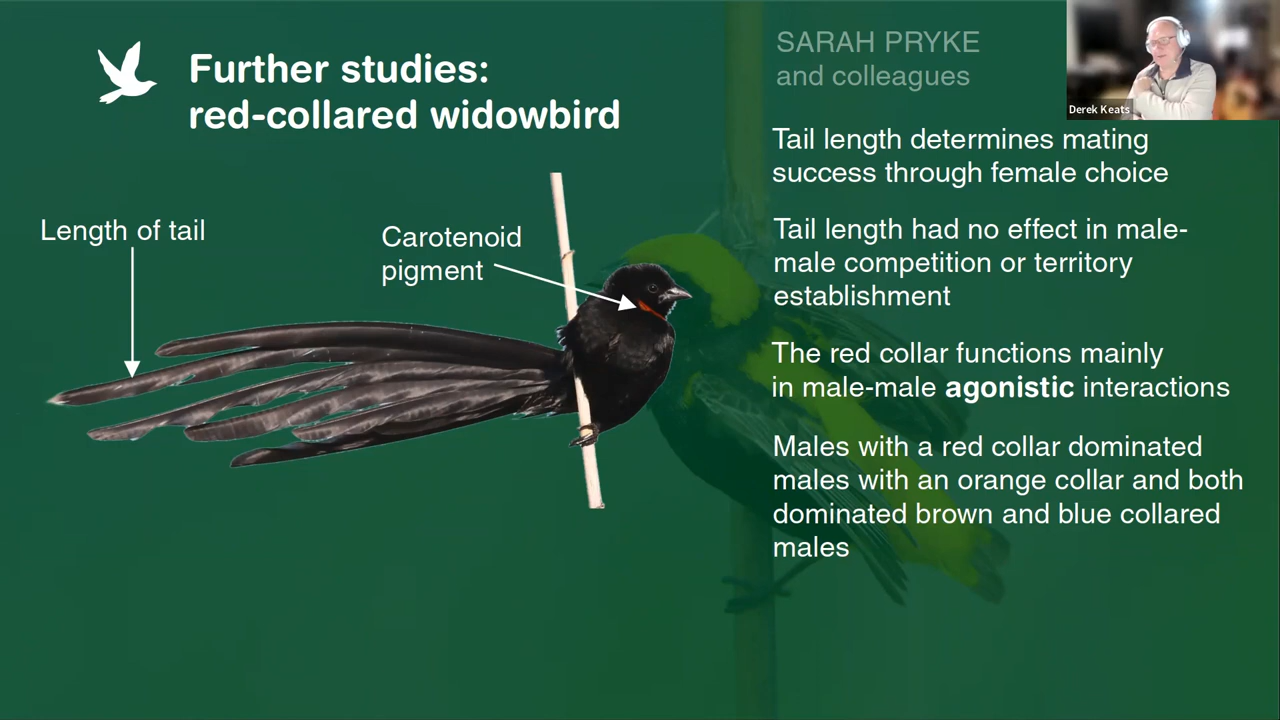 Further studies:
red-collared widowbird
Length of tail
Carotenoid
pigment
SARAH PRYKE
and colleagues
Derek Keats
Tail length determines mating
success through female choice
Tail length had no effect in male-
male competition or territory
establishment
The red collar functions mainly
in male-male agonistic interactions
Males with a red collar dominated
males with an orange collar and both
dominated brown and blue collared
males